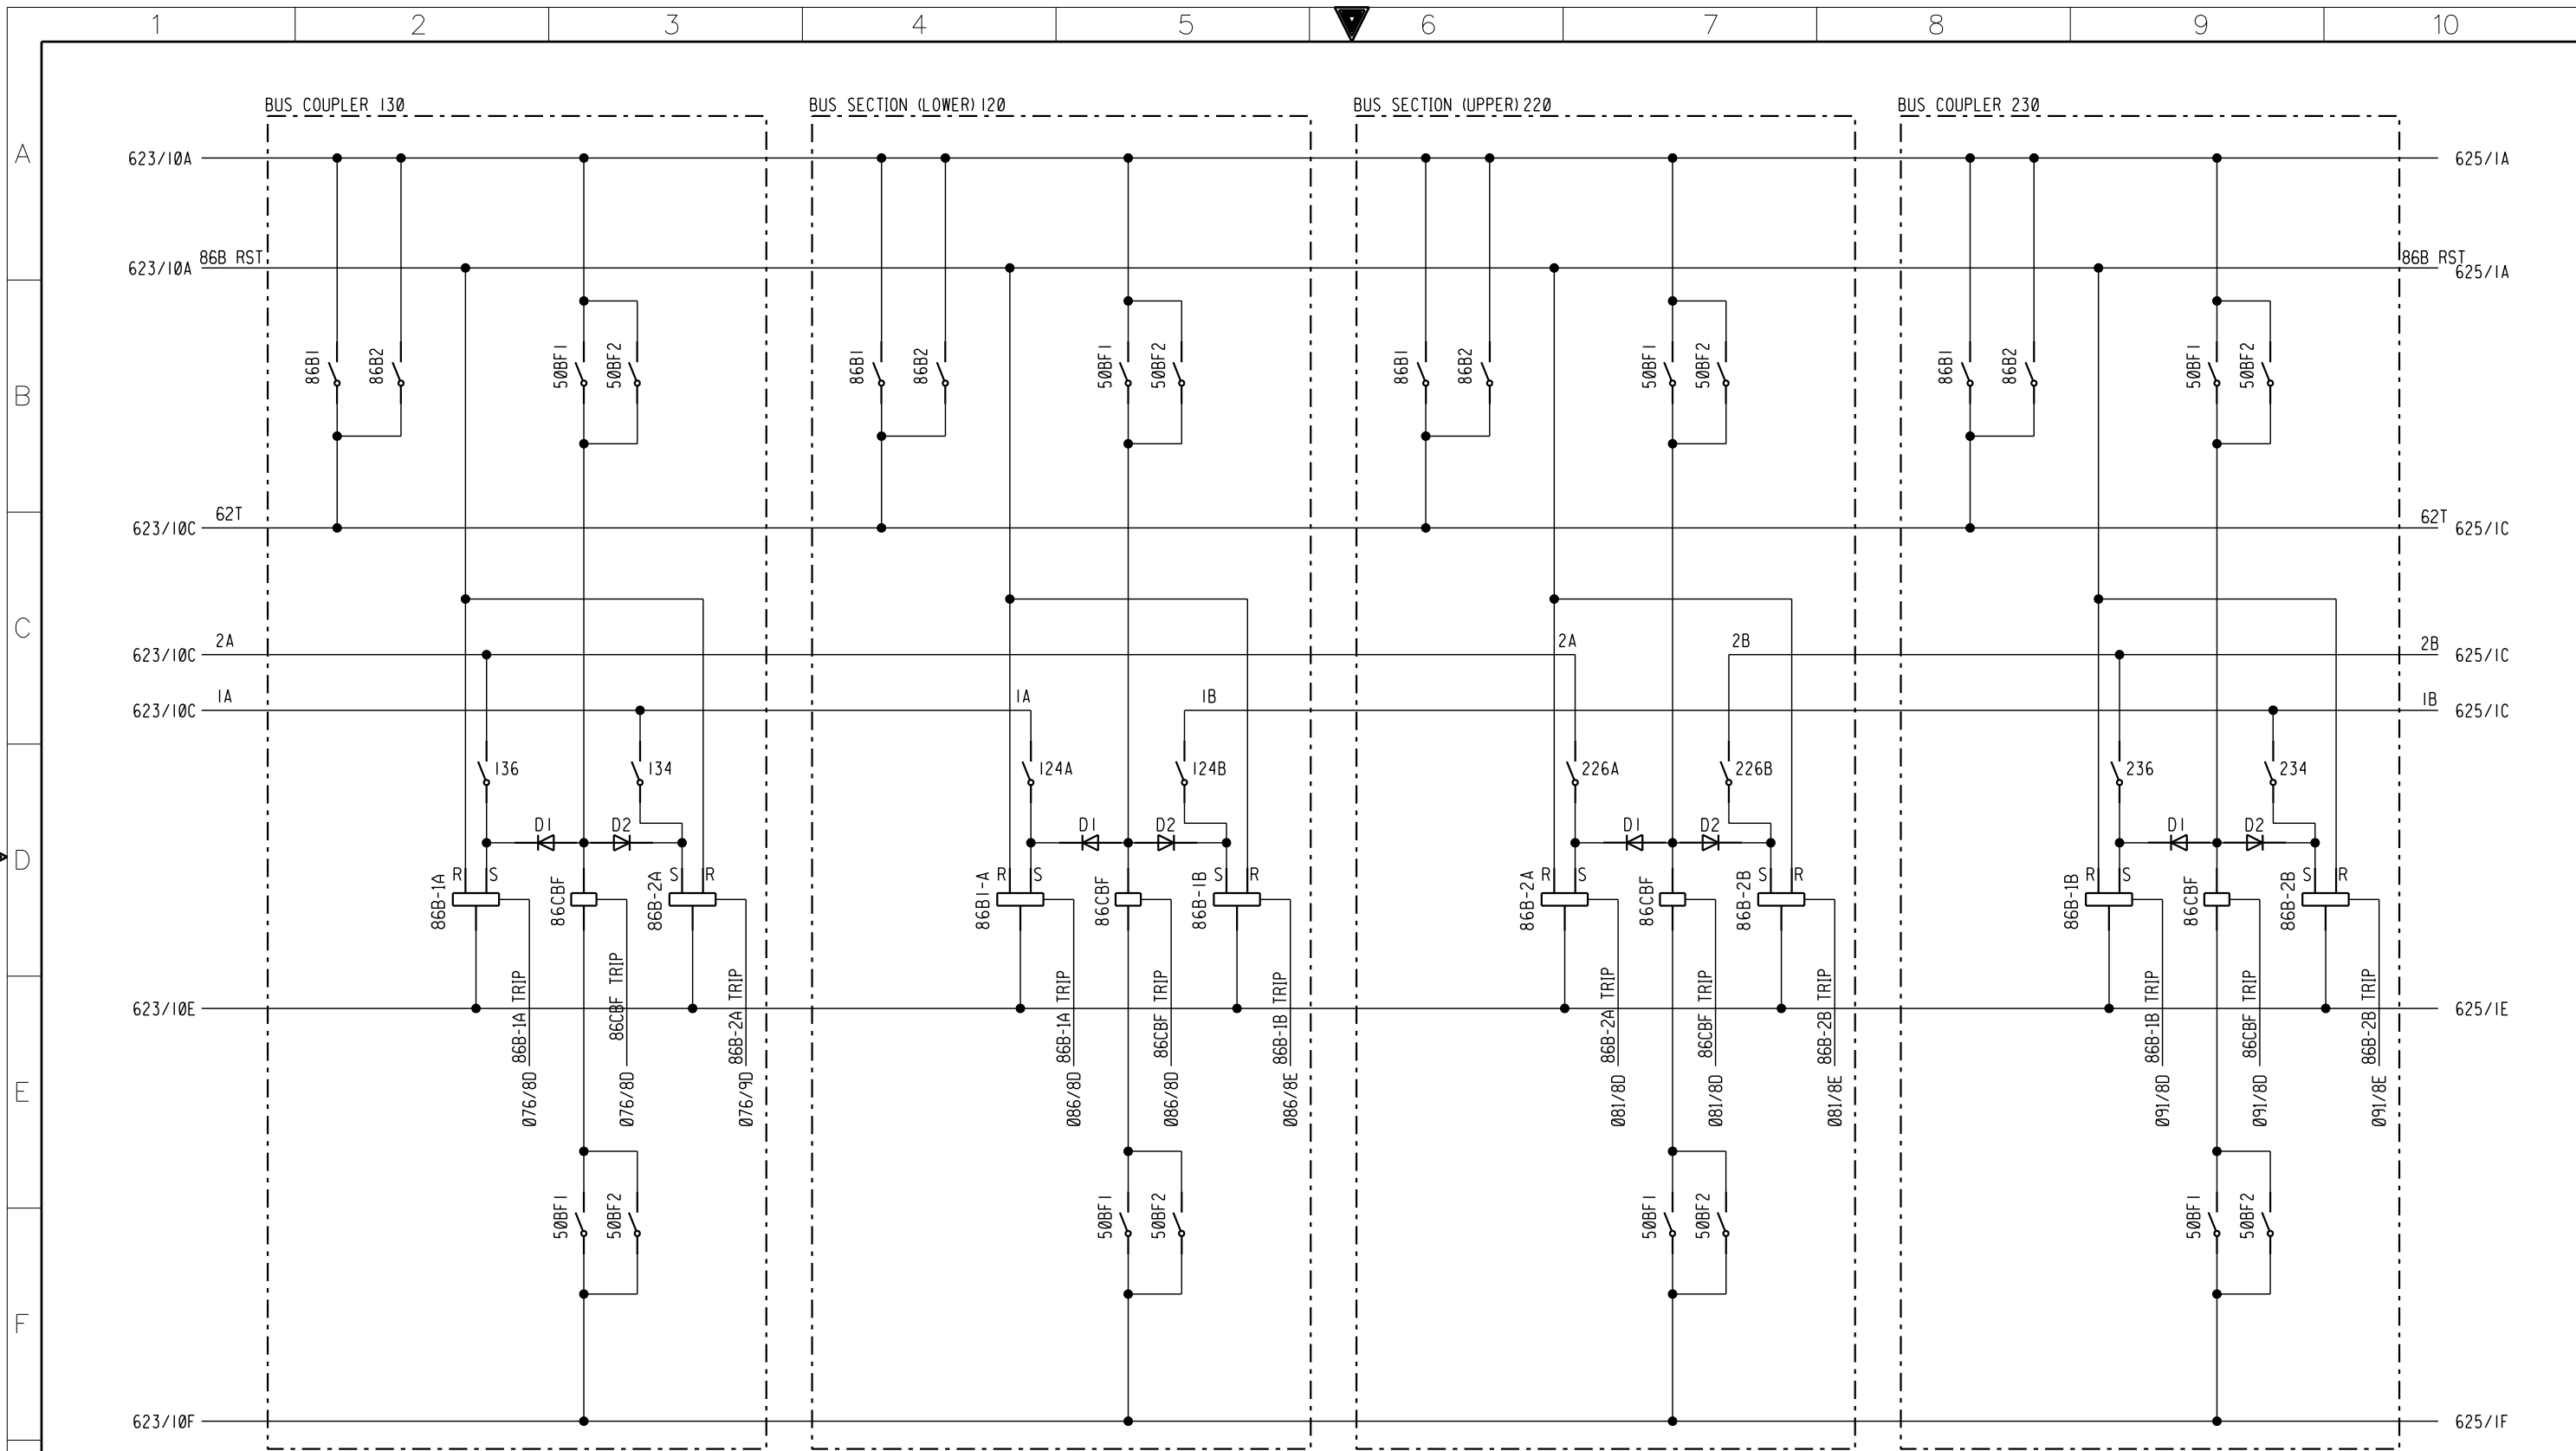 1 2 3 4 5 6 7 8 9 10
BUS COUPLER 130
BUS SECTION (LOWER) 120
BUS SECTION (UPPER) 220
BUS COUPLER 230
A
623/10A
625/1A
623/10A
86B RST
86B RST
625/1A
B
86B1 86B2 50BF1 50BF2
86B1 86B2 50BF1 50BF2
86B1 86B2 50BF1 50BF2
86B1 86B2 50BF1 50BF2
623/10C
62T
62T
625/1C
C
623/10C
2A
2A
2B
2B
625/1C
623/10C
1A
1A
1B
1B
625/1C
136 134
124A 124B
226A 226B
236 234
D
D1 D2
D1 D2
D1 D2
D1 D2
R S S R
R S S R
R S S R
R S S R
86B-1A 86CBF 86B-2A
86B1-A 86CBF 86B-1B
86B-2A 86CBF 86B-2B
86B-1B 86CBF 86B-2B
623/10E
625/1E
86B-1A TRIP 86CBF TRIP 86B-2A TRIP
86B-1A TRIP 86CBF TRIP 86B-1B TRIP
86B-2A TRIP 86CBF TRIP 86B-2B TRIP
86B-1B TRIP 86CBF TRIP 86B-2B TRIP
E
076/8D 076/8D 076/9D
086/8D 086/8D 086/8E
081/8D 081/8D 081/8E
091/8D 091/8D 091/8E
50BF1 50BF2
50BF1 50BF2
50BF1 50BF2
50BF1 50BF2
F
623/10F
625/1F